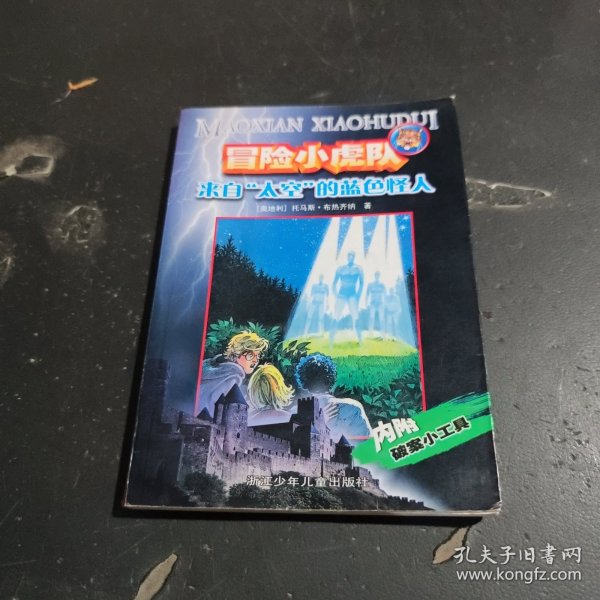 MAOXIAN XIAOHUDUI
冒险小虎队
来自“太空”的蓝色怪人
[奥地利] 托马斯·布热齐纳 著
内附
破案小工具
浙江少年儿童出版社
孔夫子旧书网
www.kongfz.com